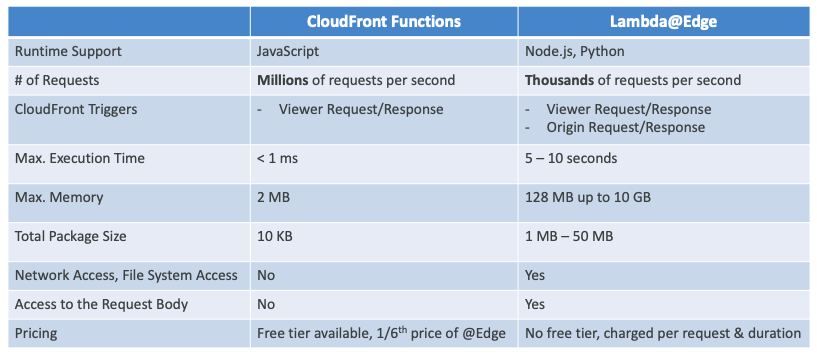 CloudFront Functions Lambda@Edge
Runtime Support JavaScript Node.js, Python
# of Requests Millions of requests per second Thousands of requests per second
CloudFront Triggers - Viewer Request/Response - Viewer Request/Response
- Origin Request/Response
Max. Execution Time < 1 ms 5 – 10 seconds
Max. Memory 2 MB 128 MB up to 10 GB
Total Package Size 10 KB 1 MB – 50 MB
Network Access, File System Access No Yes
Access to the Request Body No Yes
Pricing Free tier available, 1/6th price of @Edge No free tier, charged per request & duration